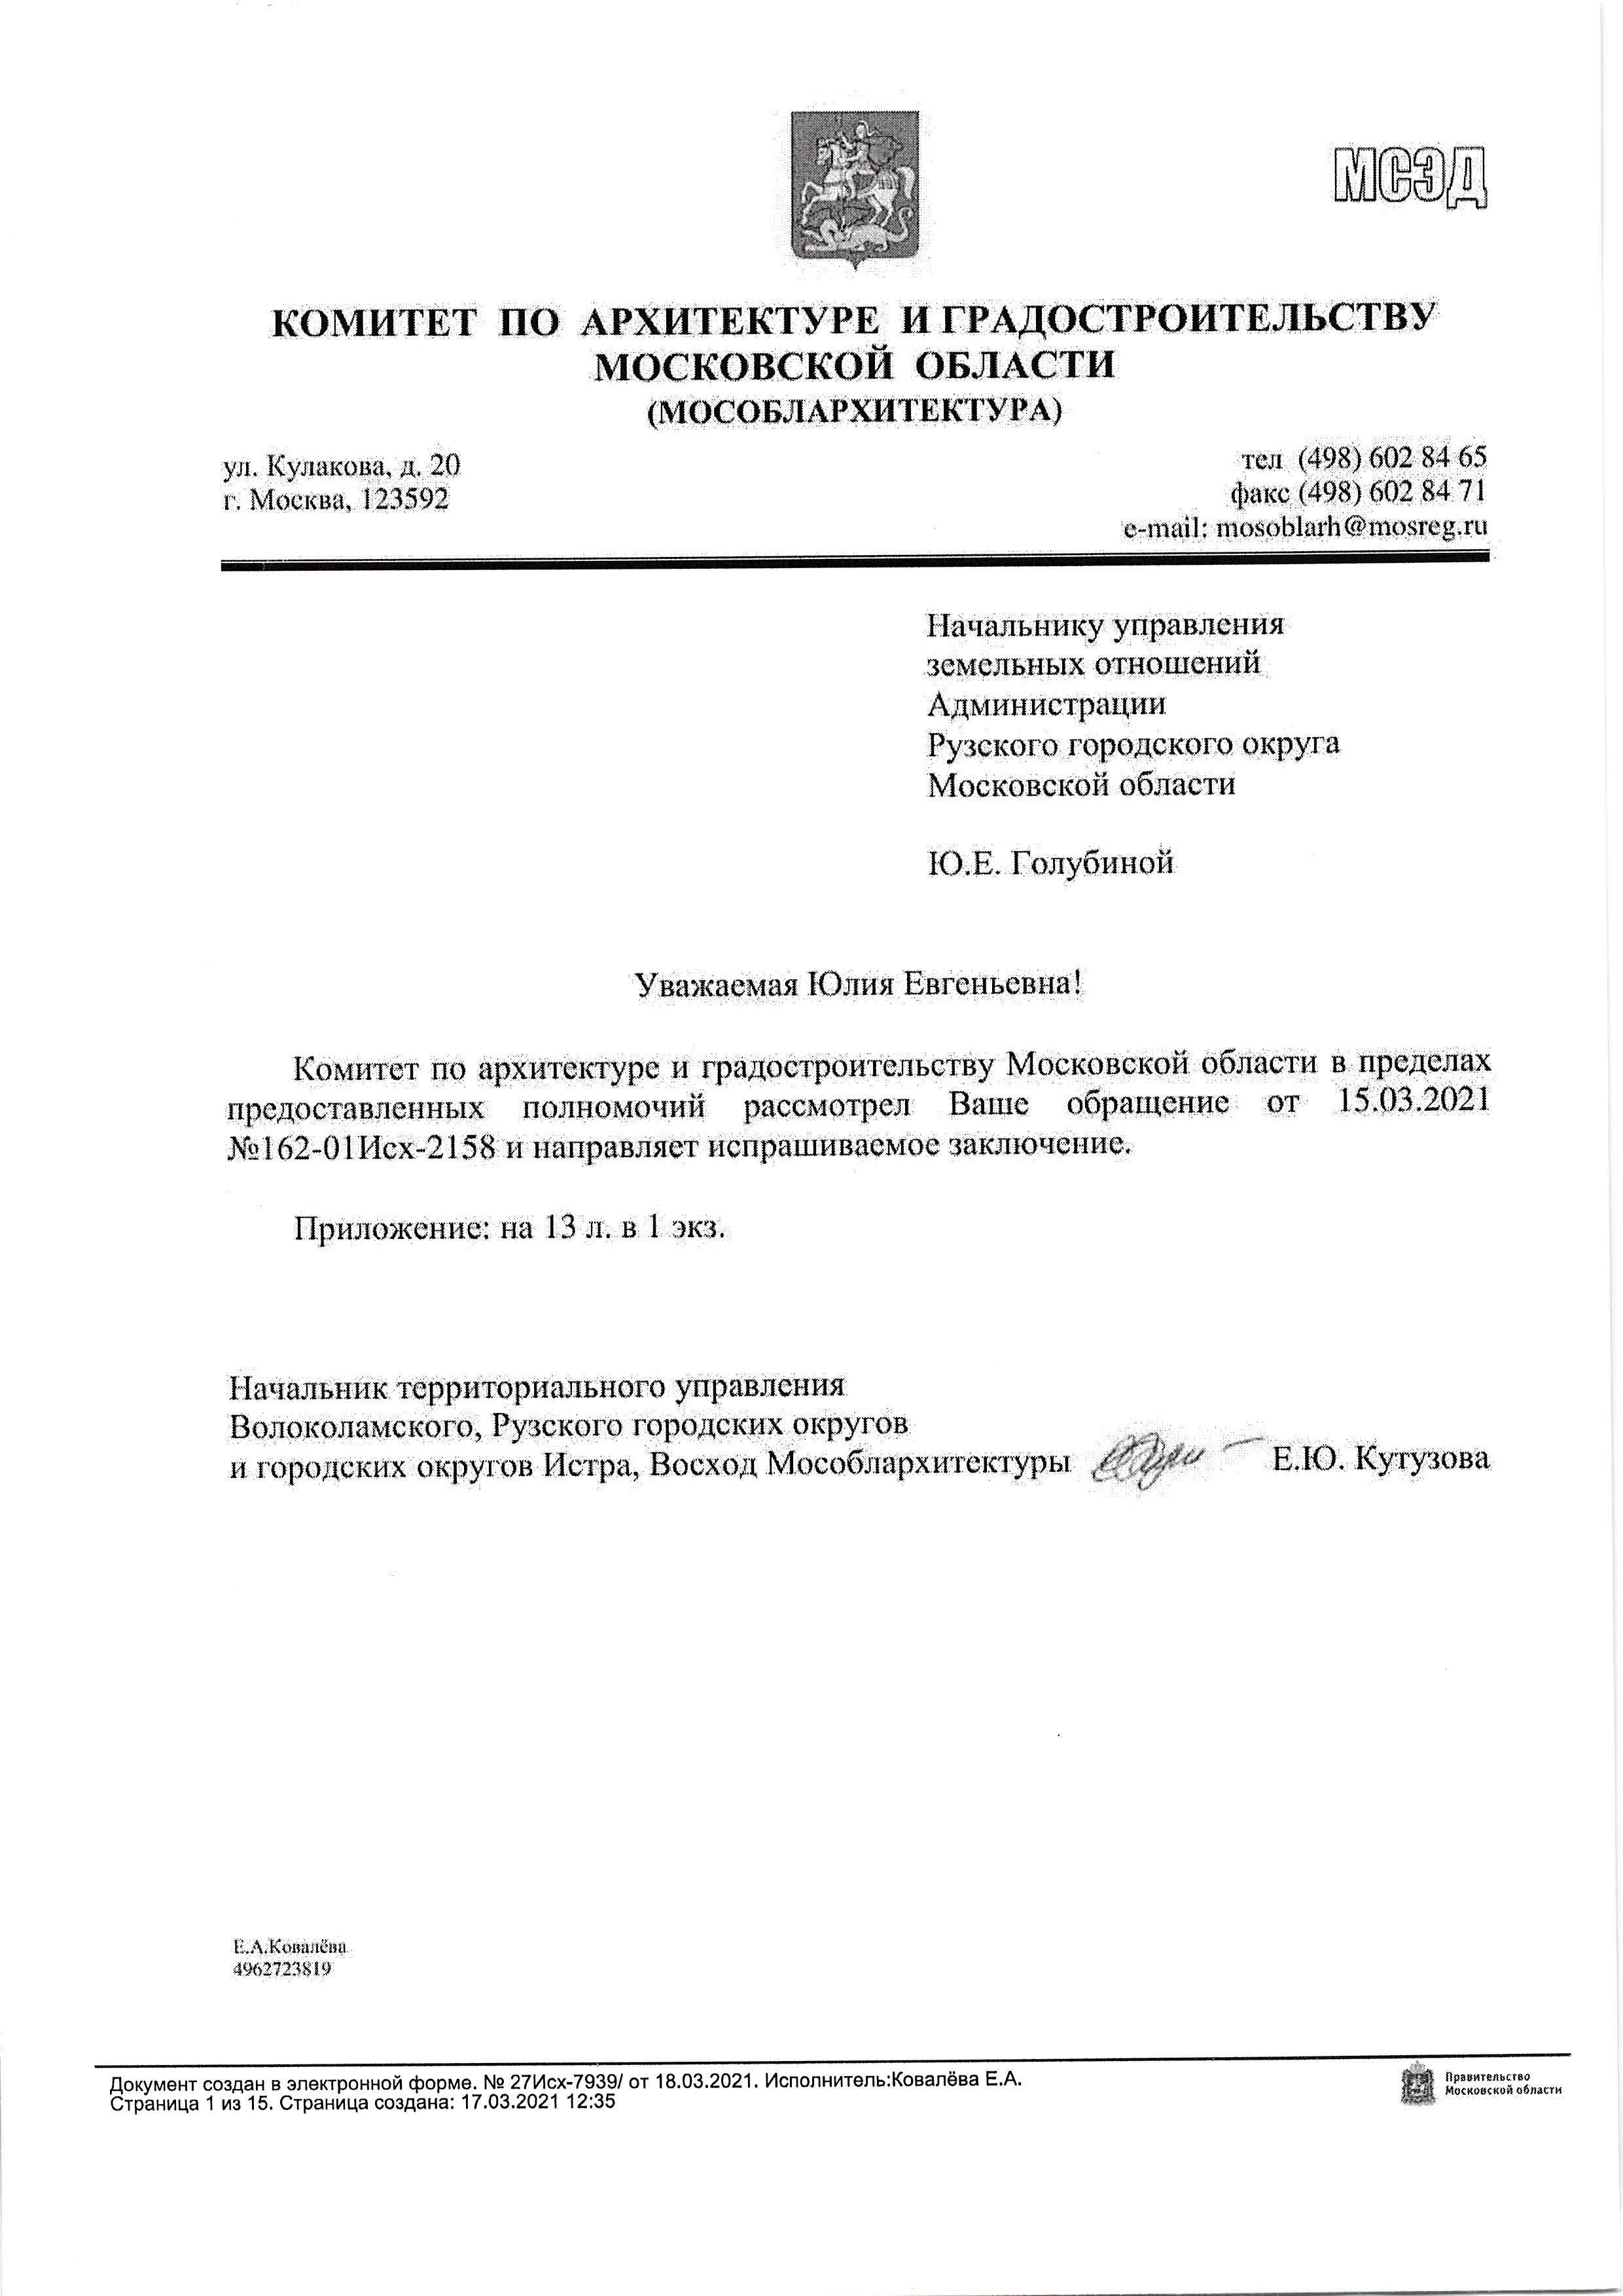 МСЭД
КОМИТЕТ ПО АРХИТЕКТУРЕ И ГРАДОСТРОИТЕЛЬСТВУ
МОСКОВСКОЙ ОБЛАСТИ
(МОСОБЛАРХИТЕКТУРА)
ул. Кулакова, д. 20
г. Москва, 123592
тел (498) 602 84 65
факс (498) 602 84 71
e-mail: mosoblarh@mosreg.ru
Начальнику управления
земельных отношений
Администрации
Рузского городского округа
Московской области
Ю.Е. Голубиной
Уважаемая Юлия Евгеньевна!
Комитет по архитектуре и градостроительству Московской области в пределах
предоставленных полномочий рассмотрел Ваше обращение от 15.03.2021
№162-01Исх-2158 и направляет испрашиваемое заключение.
Приложение: на 13 л. в 1 экз.
Начальник территориального управления
Волоколамского, Рузского городских округов
и городских округов Истра, Восход Мособлархитектуры Е.Ю. Кутузова
Е.А.Ковалёва
4962723819
Документ создан в электронной форме. № 27Исх-7939/ от 18.03.2021. Исполнитель:Ковалёва Е.А.
Страница 1 из 15. Страница создана: 17.03.2021 12:35
Правительство
Московской области